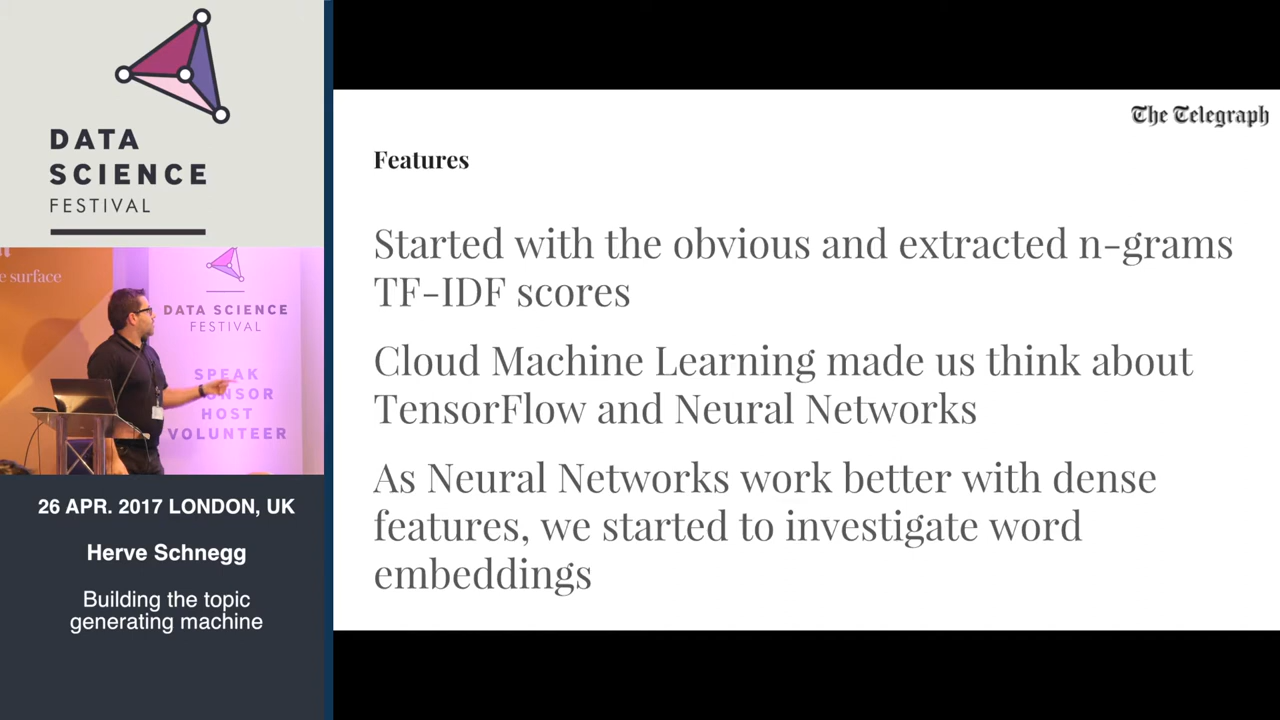 DATA
SCIENCE
FESTIVAL
e surface
DATA SCIENCE
FESTIVAL
SPEAK
HOST
VOLUNTEER
26 APR. 2017 LONDON, UK
Herve Schnegg
Building the topic
generating machine
The Telegraph
Features
Started with the obvious and extracted n-grams
TF-IDF scores
Cloud Machine Learning made us think about
TensorFlow and Neural Networks
As Neural Networks work better with dense
features, we started to investigate word
embeddings